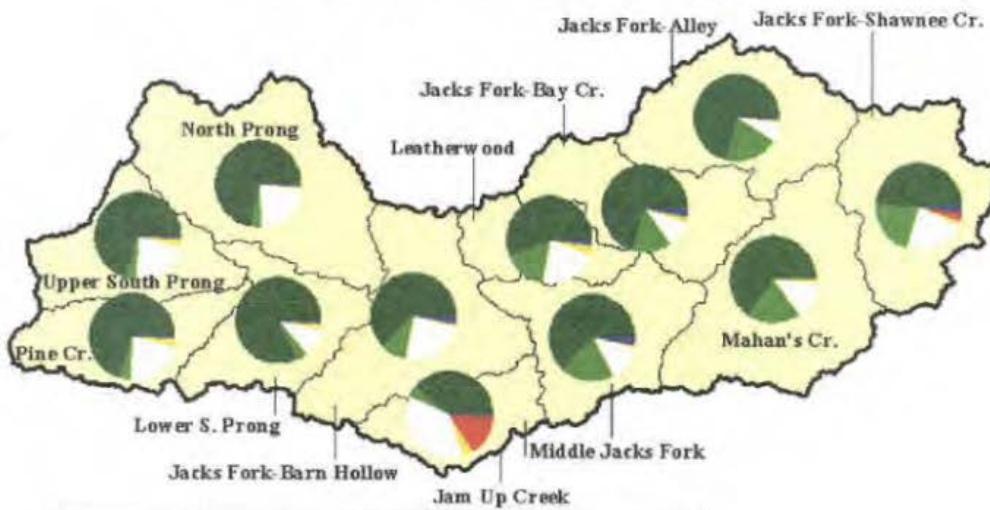 Jacks Fork-Alley
Jacks Fork-Shawnee Cr.
Jacks Fork-Bay Cr.
North Prong
Leatherwood
Upper South Prong
Pine Cr.
Mahan's Cr.
Lower S. Prong
Middle Jacks Fork
Jacks Fork-Barn Hollow
Jam Up Creek